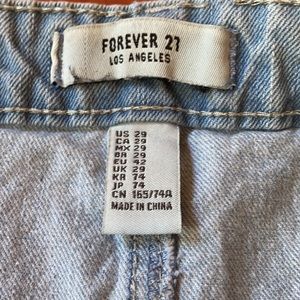 FOREVER 21
LOS ANGELES
US 29
CA 29
MX 29
BR 29
EU 42
UK 29
KR 74
JP 74
CN 165/74A
MADE IN CHINA